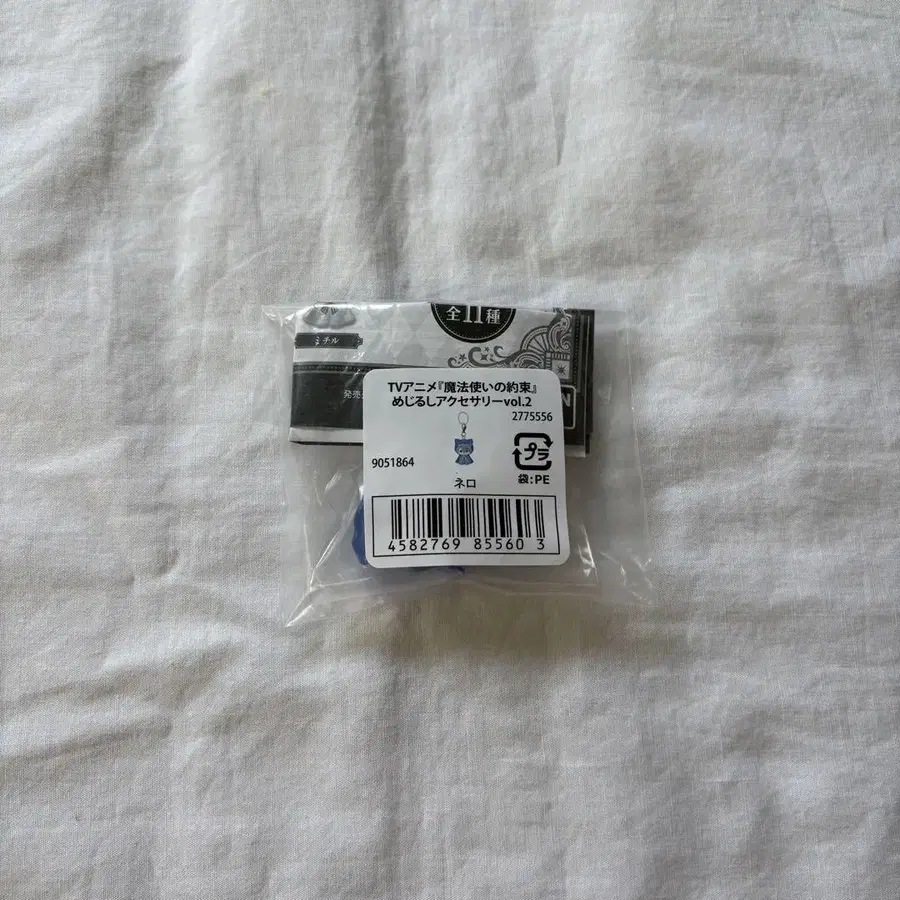 全11種
ミチル
発売
TVアニメ『魔法使いの約束』
めじるしアクセサリーvol.2
2775556
9051864
プラ
袋:PE
ネロ
4582769 85560 3